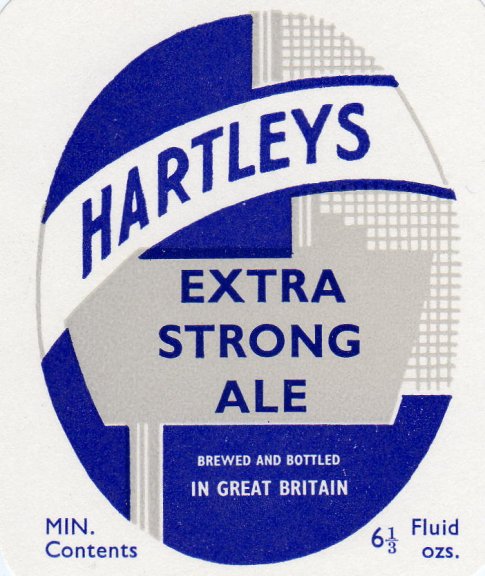 HARTLEYS
EXTRA
STRONG
ALE
BREWED AND BOTTLED
IN GREAT BRITAIN
MIN.
Contents
6⅓ Fluid
ozs.